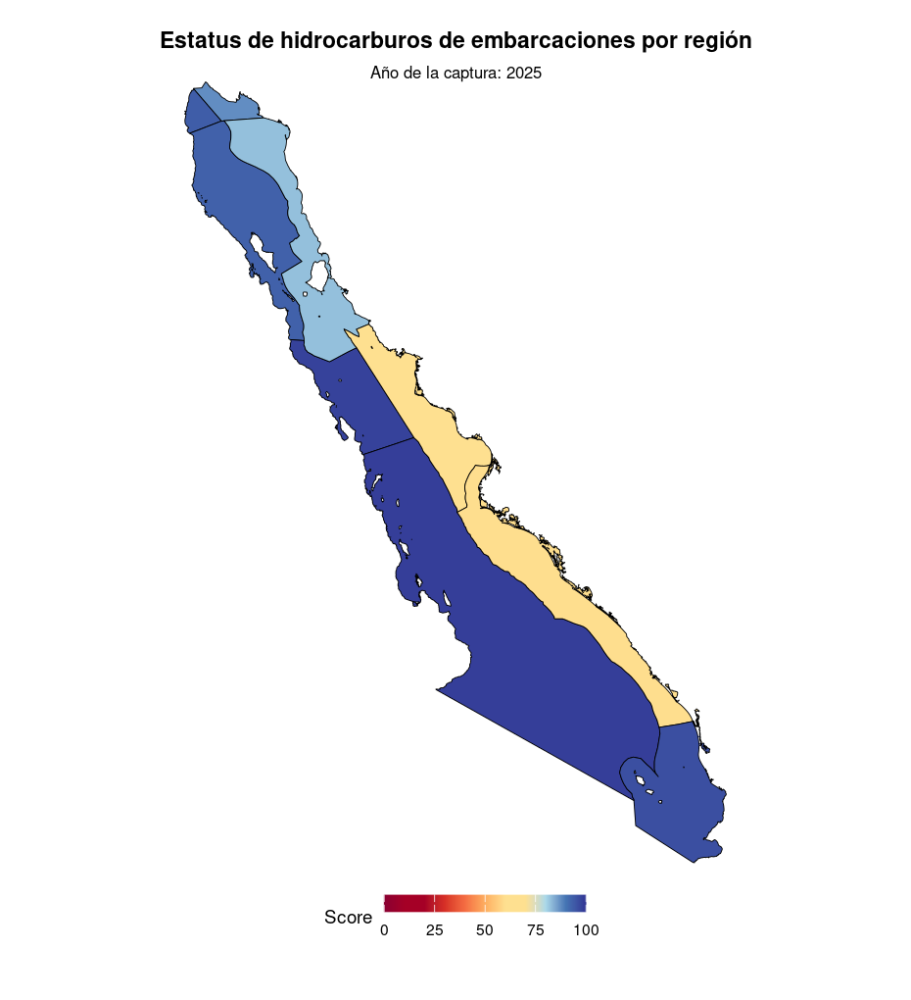 Estatus de hidrocarburos de embarcaciones por región
Año de la captura: 2025
Score
0 25 50 75 100